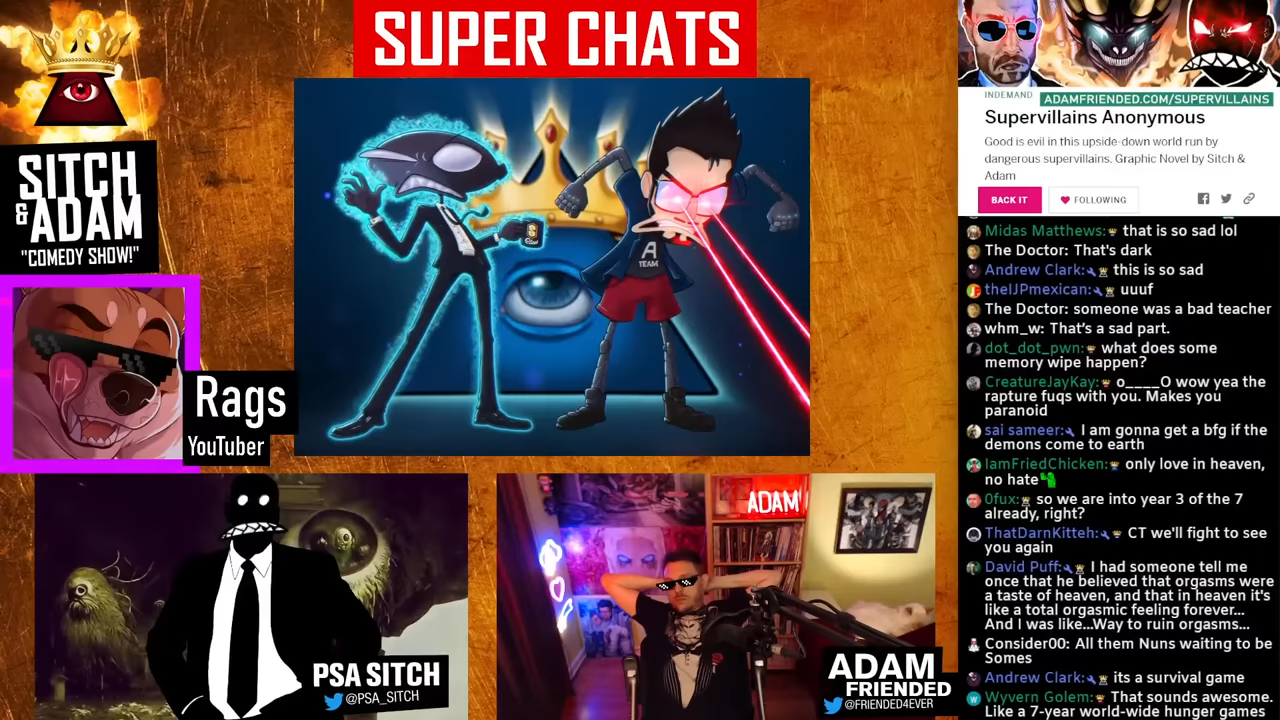 SUPER CHATS
SITCH
& ADAM
"COMEDY SHOW!"
Rags
YouTuber
A
TEAM
PSA SITCH
@PSA_SITCH
ADAM
ADAM
FRIENDED
@FRIENDED4EVER
INDEMAND
ADAMFRIENDED.COM/SUPERVILLAINS
Supervillains Anonymous
Good is evil in this upside-down world run by
dangerous supervillains. Graphic Novel by Sitch &
Adam
BACK IT
FOLLOWING
Midas Matthews: that is so sad lol
The Doctor: That's dark
Andrew Clark: this is so sad
theIJPmexican: uuuf
The Doctor: someone was a bad teacher
whm_w: That's a sad part.
dot_dot_pwn: what does some
memory wipe happen?
CreatureJayKay: o____O wow yea the
rapture fuqs with you. Makes you
paranoid
sai sameer: I am gonna get a bfg if the
demons come to earth
IamFriedChicken: only love in heaven,
no hate
0fux: so we are into year 3 of the 7
already, right?
ThatDarnKitteh: CT we'll fight to see
you again
David Puff: I had someone tell me
once that he believed that orgasms were
a taste of heaven, and that in heaven it's
like a total orgasmic feeling forever...
And I was like...Way to ruin orgasms...
Consider00: All them Nuns waiting to be
Somes
Andrew Clark: its a survival game
Wyvern Golem: That sounds awesome.
Like a 7-year world-wide hunger games